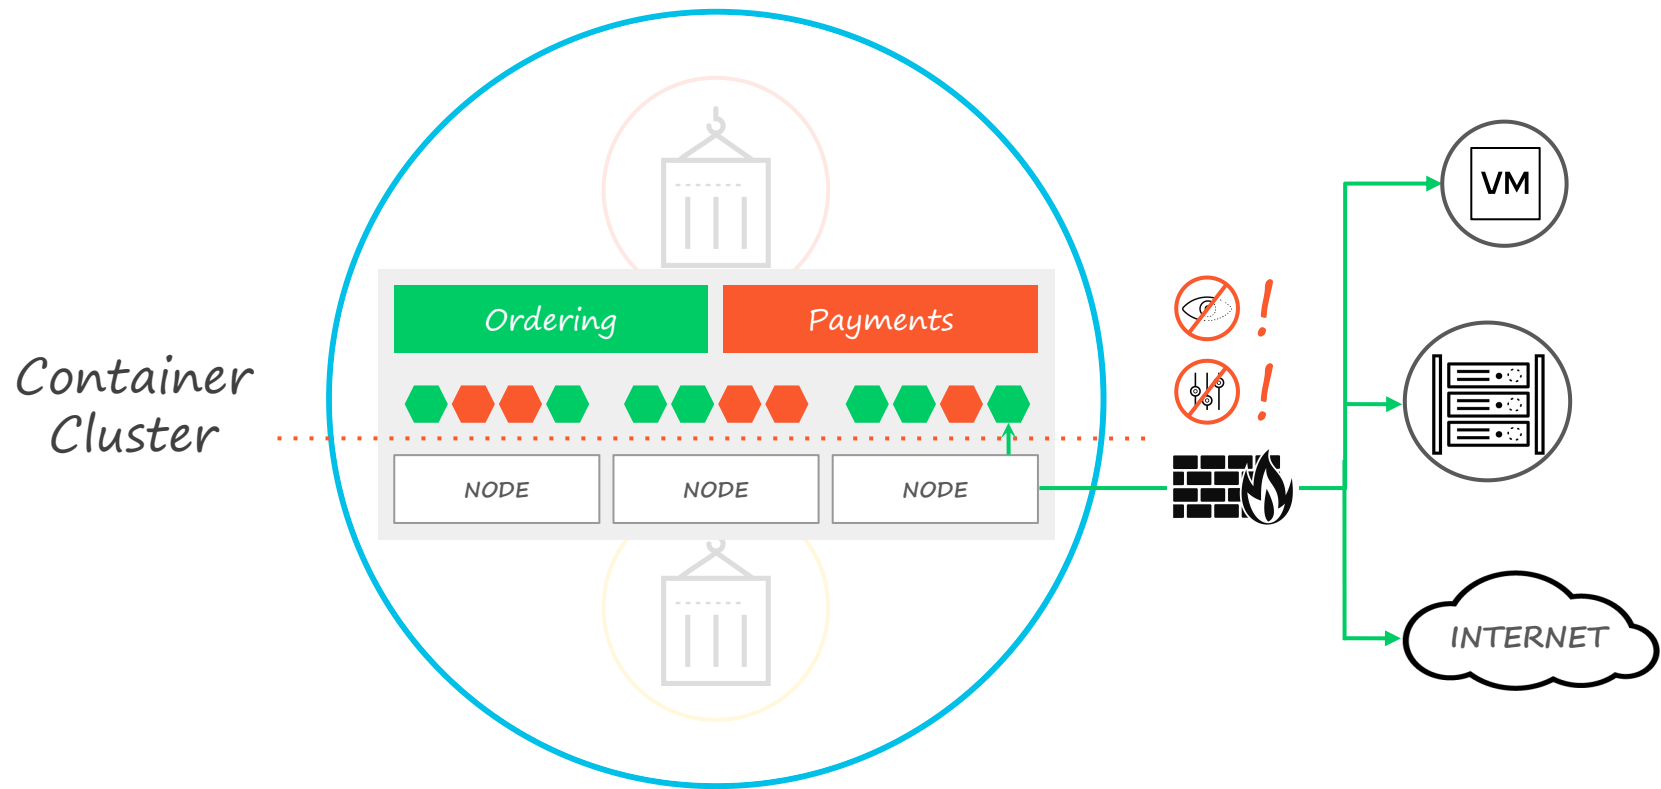 Container
Cluster
Ordering
Payments
NODE
NODE
NODE
!
!
VM
INTERNET